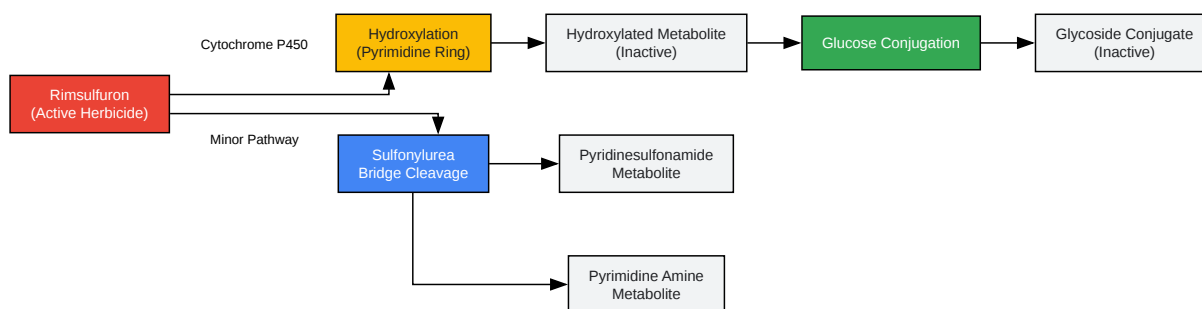 Cytochrome P450
Hydroxylation
(Pyrimidine Ring)
Hydroxylated Metabolite
(Inactive)
Glucose Conjugation
Glycoside Conjugate
(Inactive)
Rimsulfuron
(Active Herbicide)
Minor Pathway
Sulfonylurea
Bridge Cleavage
Pyridinesulfonamide
Metabolite
Pyrimidine Amine
Metabolite